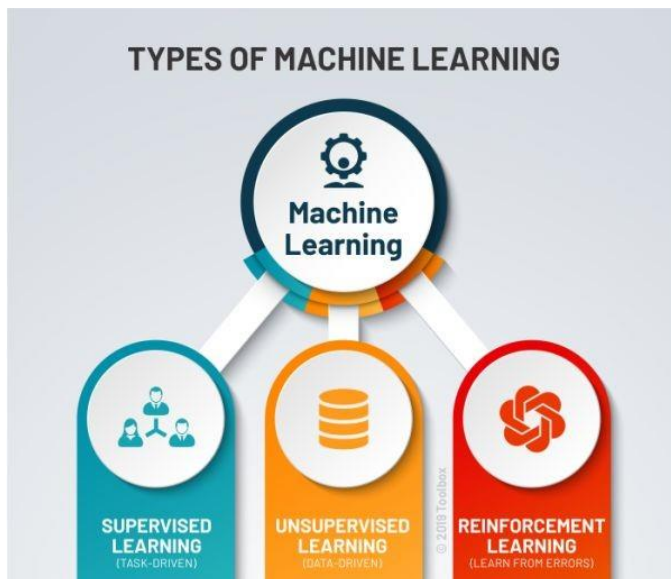 TYPES OF MACHINE LEARNING
Machine
Learning
SUPERVISED
LEARNING
(TASK-DRIVEN)
UNSUPERVISED
LEARNING
(DATA-DRIVEN)
© 2019 Toolbox
REINFORCEMENT
LEARNING
(LEARN FROM ERRORS)